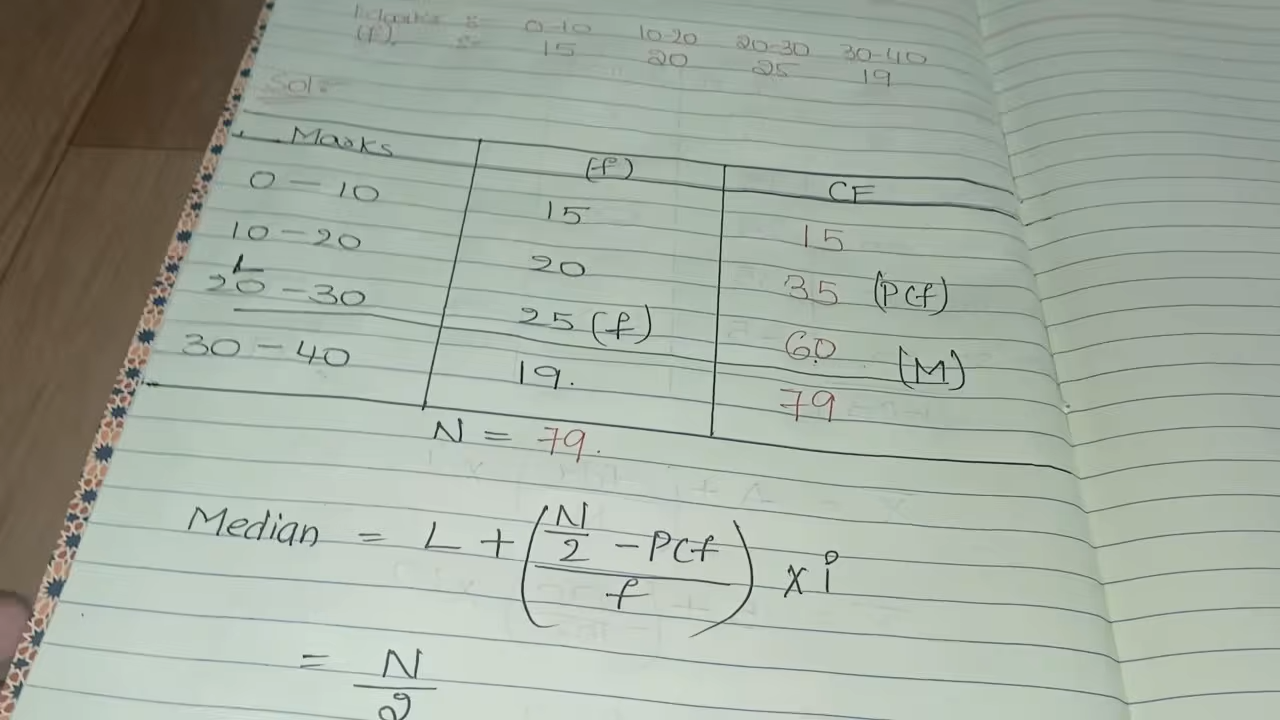 Marks = 0-10 10-20 20-30 30-40
(f). = 15 20 25 19
Sol:-
Marks (f) CF
0 - 10 15 15
10 - 20 20 35 (Pcf)
L
20 - 30 25 (f) 60 (M)
30 - 40 19. 79
N = 79.
Median = L + (N/2 - Pcf / f) × i
= N/2